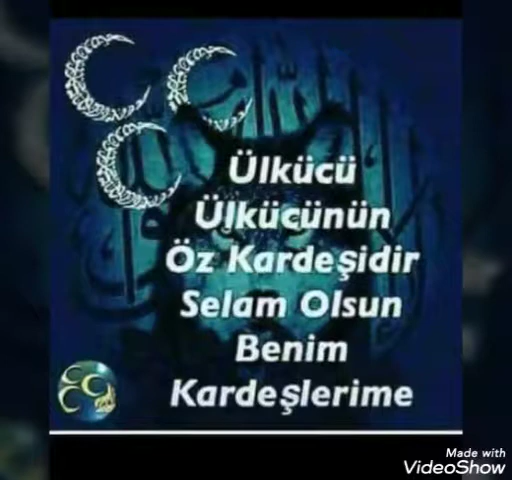 Ülkücü
Ülkücünün
Öz Kardeşidir
Selam Olsun
Benim
Kardeşlerime
Made with
VideoShow